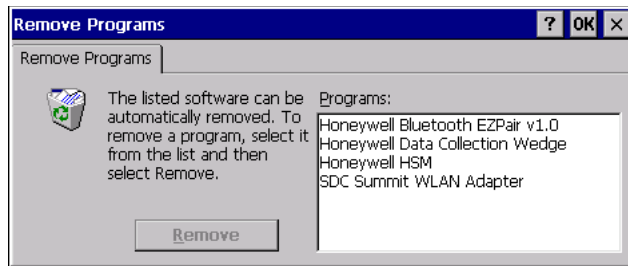 Remove Programs
? OK ×
Remove Programs
The listed software can be
automatically removed. To
remove a program, select it
from the list and then
select Remove.
Remove
Programs:
Honeywell Bluetooth EZPair v1.0
Honeywell Data Collection Wedge
Honeywell HSM
SDC Summit WLAN Adapter